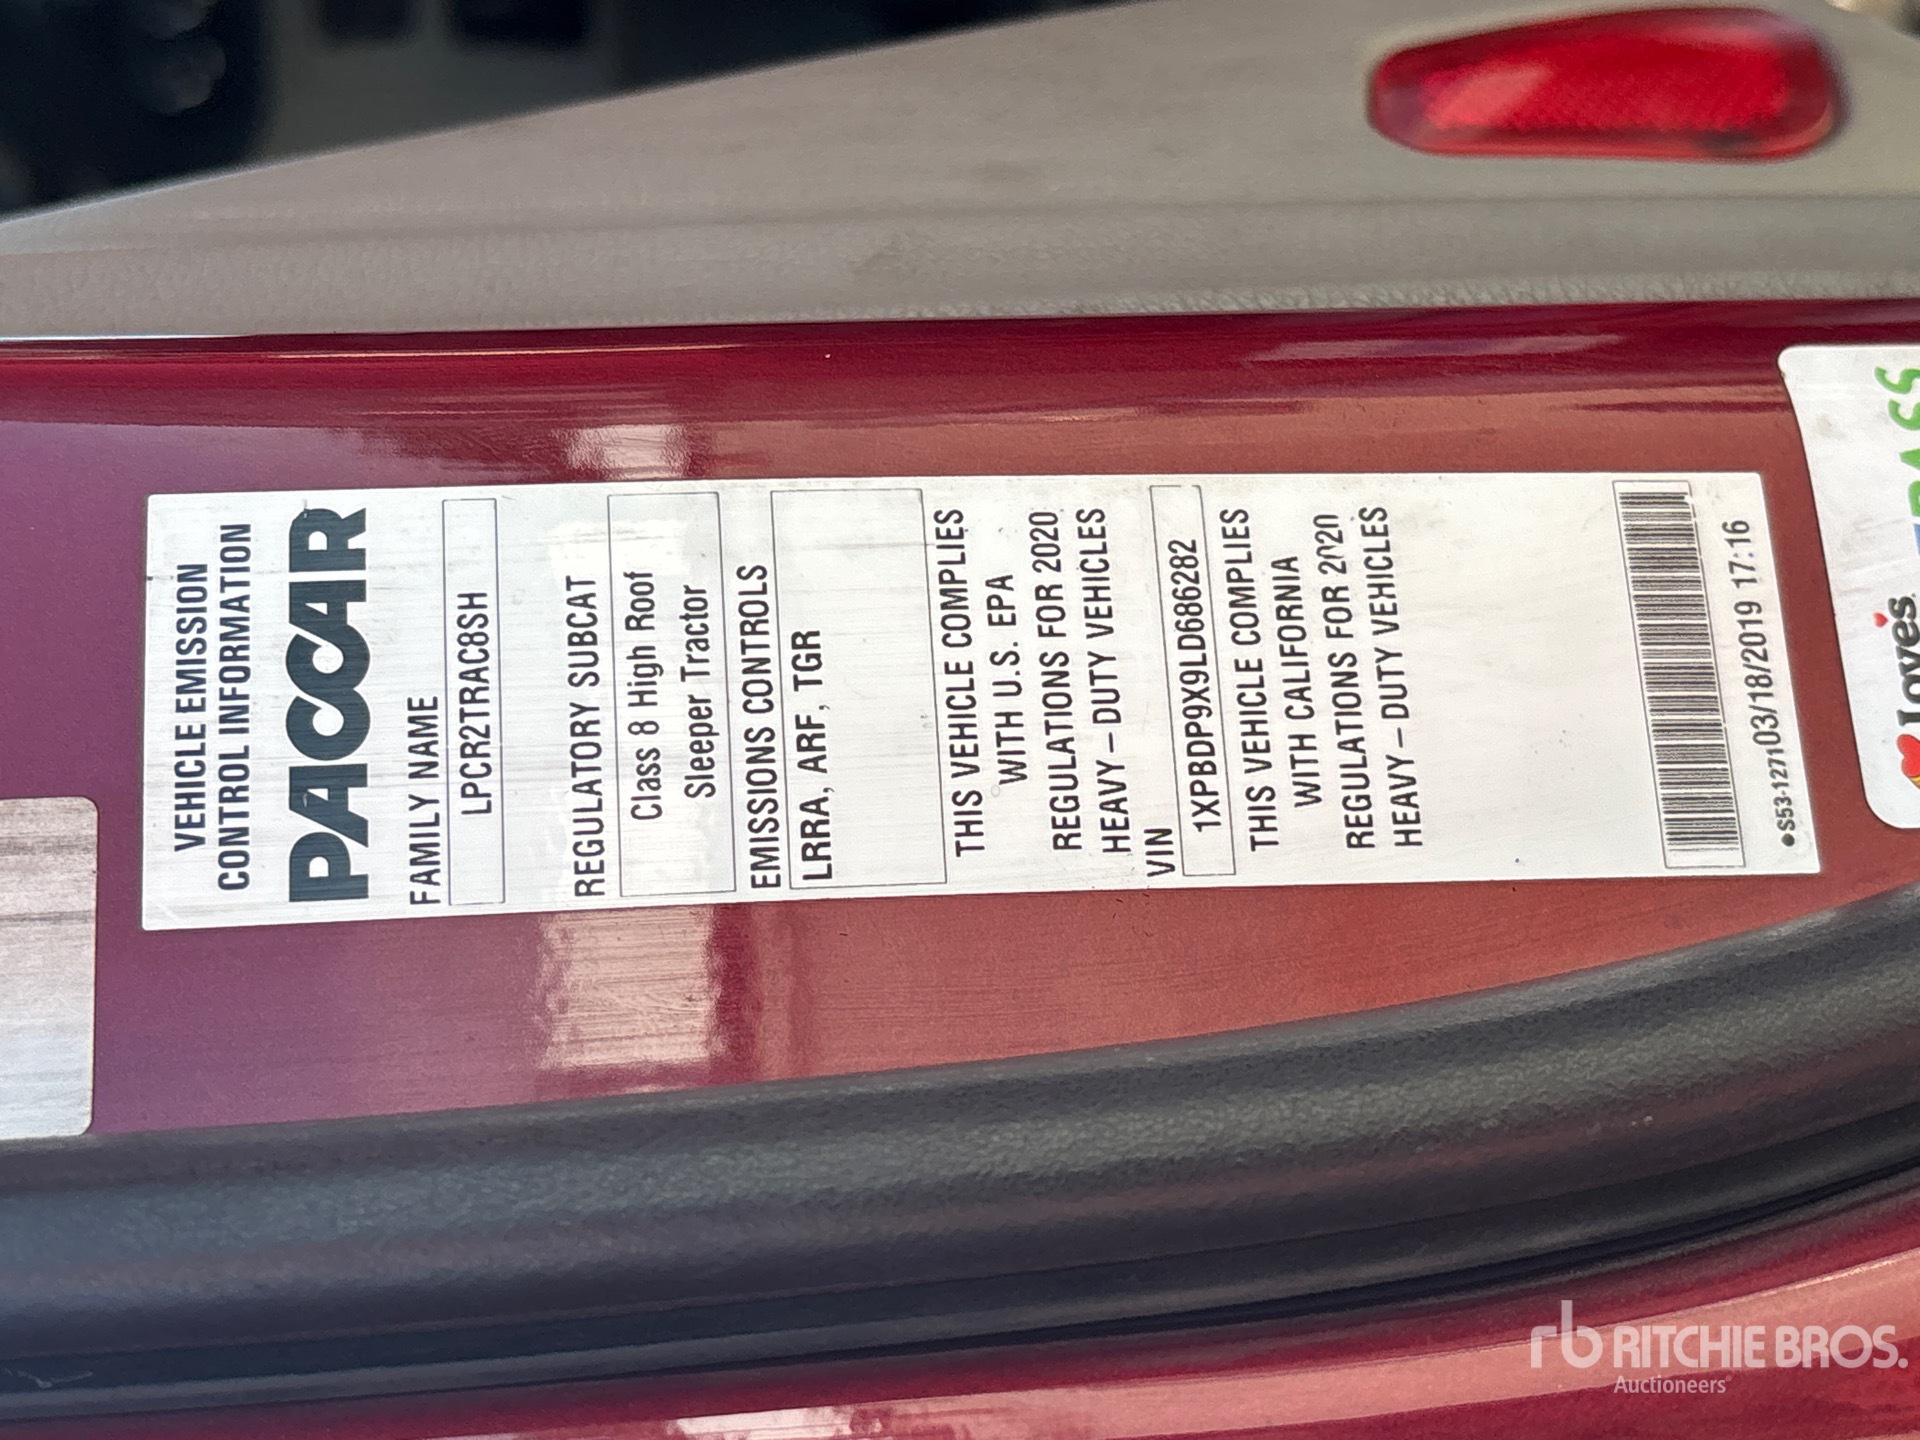 VEHICLE EMISSION
CONTROL INFORMATION
PACCAR
FAMILY NAME
LPCR2TRAC8SH
REGULATORY SUBCAT
Class 8 High Roof
Sleeper Tractor
EMISSIONS CONTROLS
LRRA, ARF, TGR
THIS VEHICLE COMPLIES
WITH U.S. EPA
REGULATIONS FOR 2020
HEAVY-DUTY VEHICLES
VIN
1XPBDP9X9LD686282
THIS VEHICLE COMPLIES
WITH CALIFORNIA
REGULATIONS FOR 2020
HEAVY-DUTY VEHICLES
•S53-1271 03/18/2019 17:16
PASS
Love's
rb RITCHIE BROS.
Auctioneers